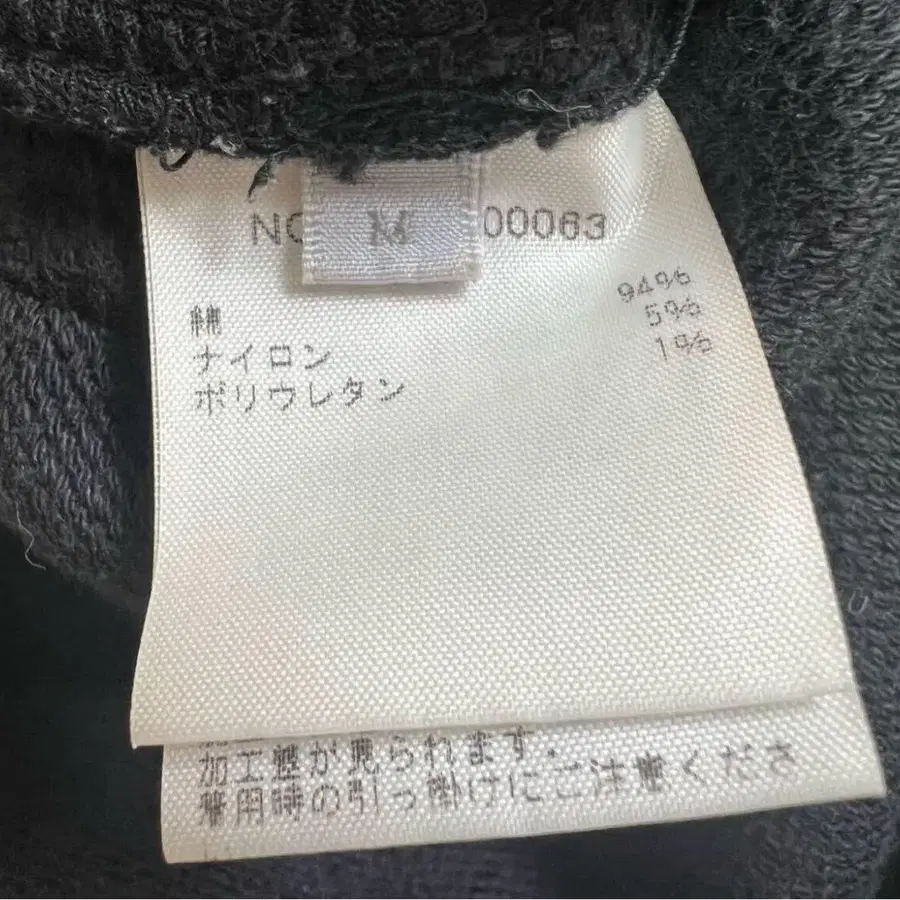 M
00063
綿 94%
ナイロン 5%
ポリウレタン 1%
加工感が見られます.
着用時の引っ掛けにご注意くださ